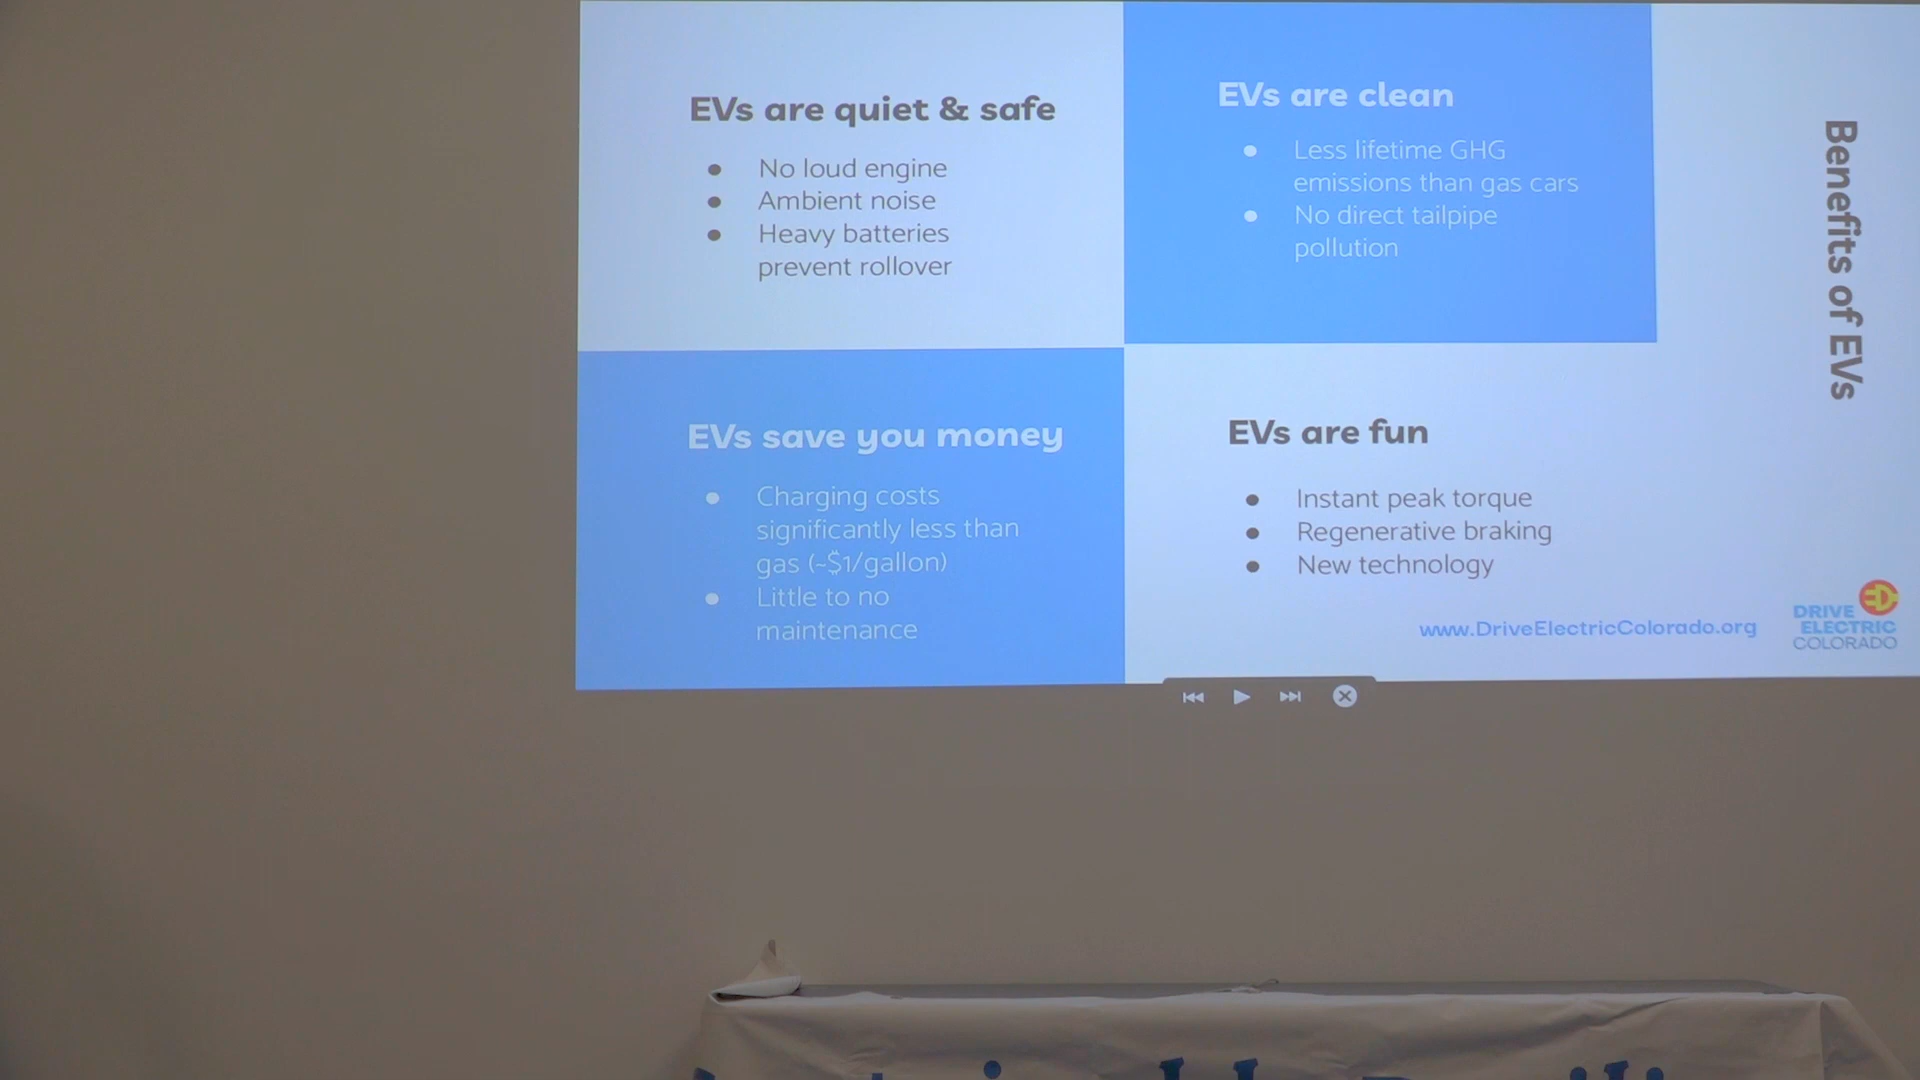 EVs are quiet & safe
No loud engine
Ambient noise
Heavy batteries
prevent rollover
EVs are clean
Less lifetime GHG
emissions than gas cars
No direct tailpipe
pollution
EVs save you money
Charging costs
significantly less than
gas (~$1/gallon)
Little to no
maintenance
EVs are fun
Instant peak torque
Regenerative braking
New technology
Benefits of EVs
www.DriveElectricColorado.org
DRIVE
ELECTRIC
COLORADO